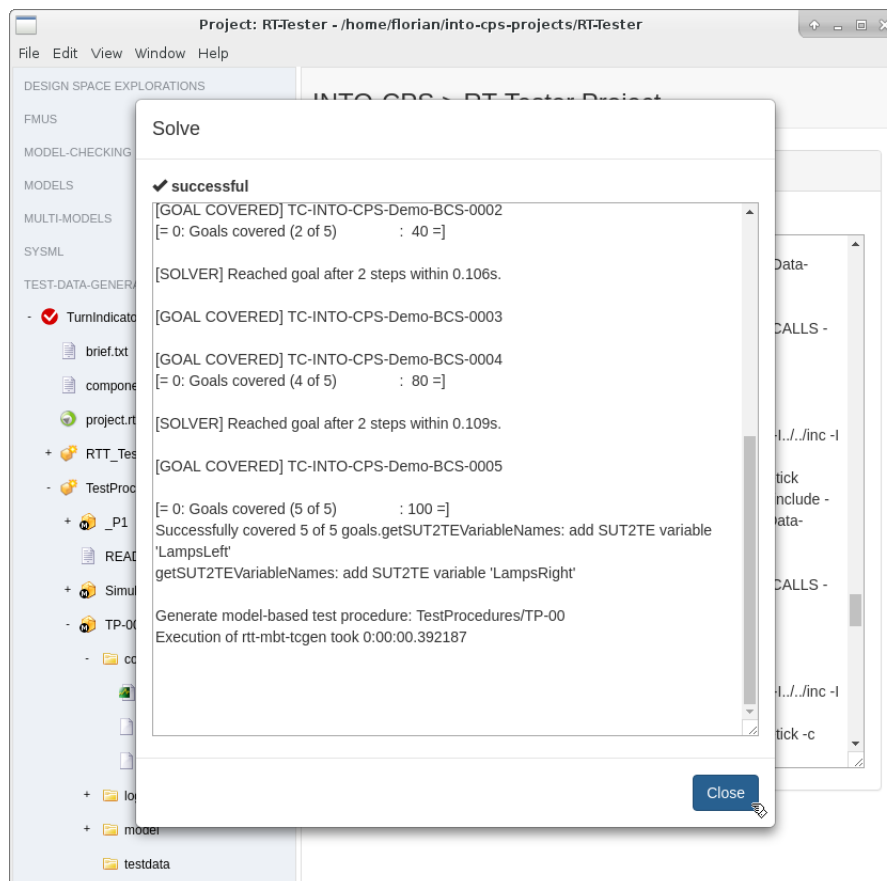 Project: RT-Tester - /home/florian/into-cps-projects/RT-Tester
File Edit View Window Help
DESIGN SPACE EXPLORATIONS
FMUS
MODEL-CHECKING
MODELS
MULTI-MODELS
SYSML
TEST-DATA-GENERA
- TurnIndicato
brief.txt
compone
project.rt
+ RTT_Tes
- TestProc
+ _P1
READ
+ Simul
- TP-00
- co
+ log
+ model
testdata
INTO-CPS > RT-Tester Project
Solve
successful
[GOAL COVERED] TC-INTO-CPS-Demo-BCS-0002
[= 0: Goals covered (2 of 5) : 40 =]
[SOLVER] Reached goal after 2 steps within 0.106s.
[GOAL COVERED] TC-INTO-CPS-Demo-BCS-0003
[GOAL COVERED] TC-INTO-CPS-Demo-BCS-0004
[= 0: Goals covered (4 of 5) : 80 =]
[SOLVER] Reached goal after 2 steps within 0.109s.
[GOAL COVERED] TC-INTO-CPS-Demo-BCS-0005
[= 0: Goals covered (5 of 5) : 100 =]
Successfully covered 5 of 5 goals.getSUT2TEVariableNames: add SUT2TE variable
'LampsLeft'
getSUT2TEVariableNames: add SUT2TE variable 'LampsRight'
Generate model-based test procedure: TestProcedures/TP-00
Execution of rtt-mbt-tcgen took 0:00:00.392187
Close
Data-
CALLS -
-I../../inc -I
tick
nclude -
Data-
CALLS -
-I../../inc -I
tick -c